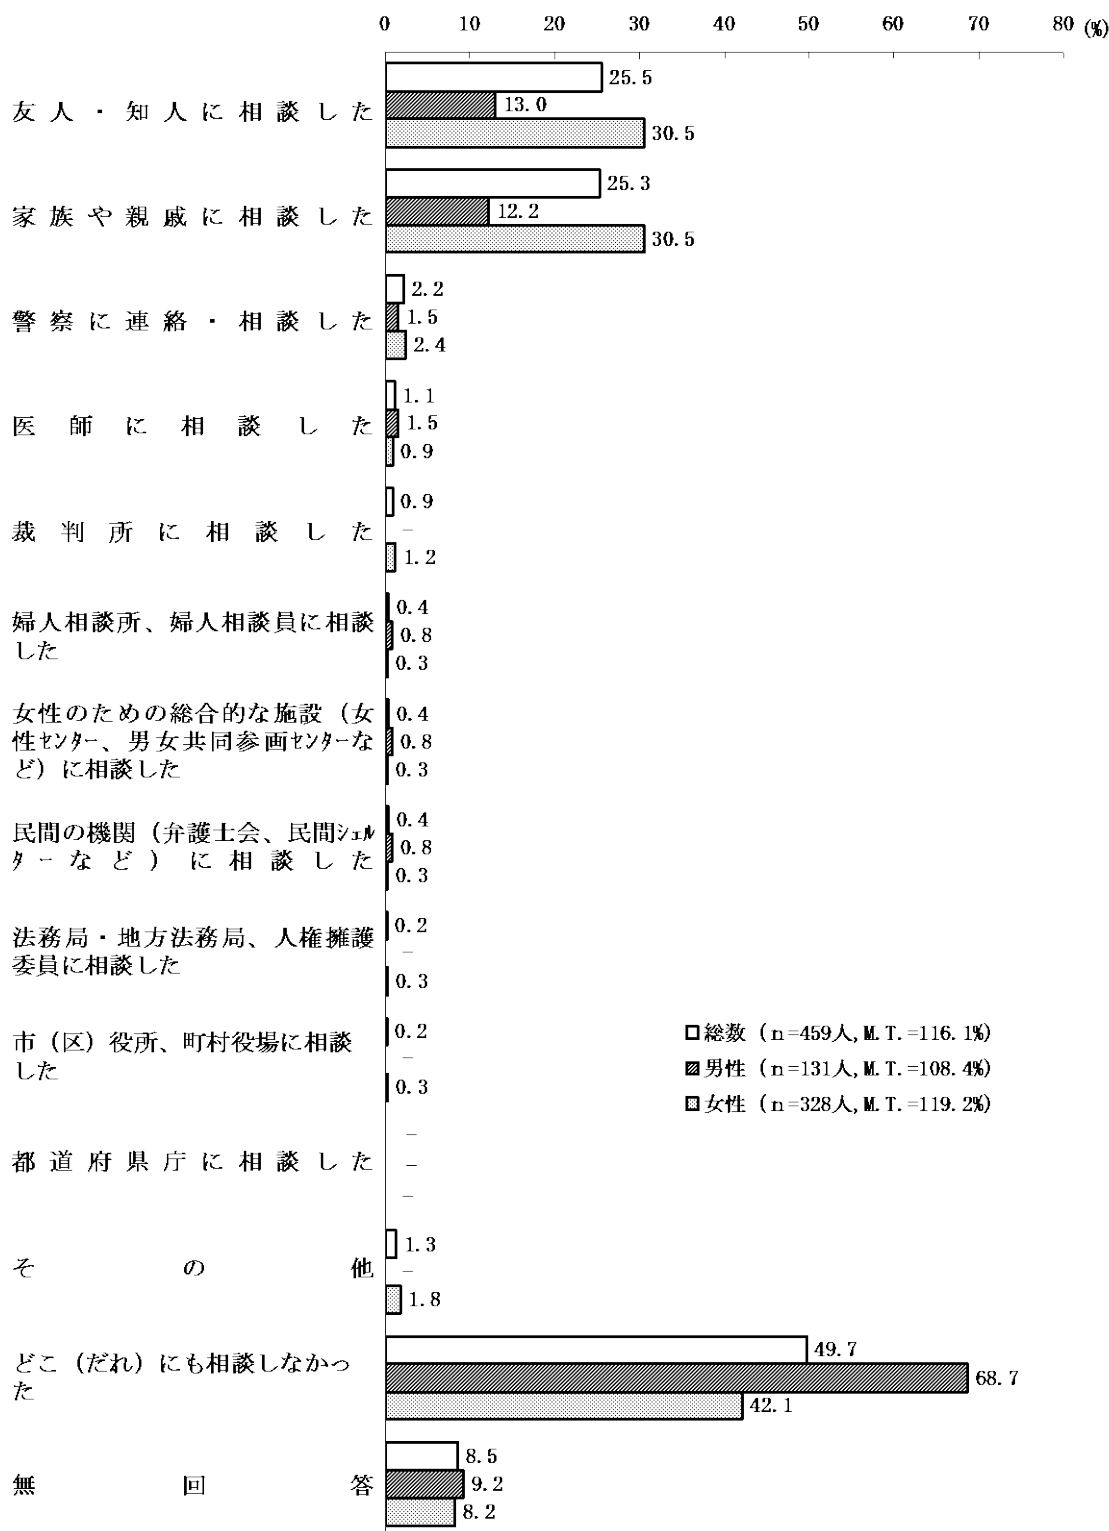 0 10 20 30 40 50 60 70 80 (%)
友人・知人に相談した
25.5
13.0
30.5
家族や親戚に相談した
25.3
12.2
30.5
警察に連絡・相談した
2.2
1.5
2.4
医師に相談した
1.1
1.5
0.9
裁判所に相談した
0.9
－
1.2
婦人相談所、婦人相談員に相談
した
0.4
0.8
0.3
女性のための総合的な施設（女
性ｾﾝﾀｰ、男女共同参画ｾﾝﾀｰな
ど）に相談した
0.4
0.8
0.3
民間の機関（弁護士会、民間ｼｪﾙ
ﾀｰなど）に相談した
0.4
0.8
0.3
法務局・地方法務局、人権擁護
委員に相談した
0.2
－
0.3
市（区）役所、町村役場に相談
した
0.2
－
0.3
総数（n=459人,M.T.=116.1%）
男性（n=131人,M.T.=108.4%）
女性（n=328人,M.T.=119.2%）
都道府県庁に相談した
－
－
－
その他
1.3
－
1.8
どこ（だれ）にも相談しなかっ
た
49.7
68.7
42.1
無回答
8.5
9.2
8.2